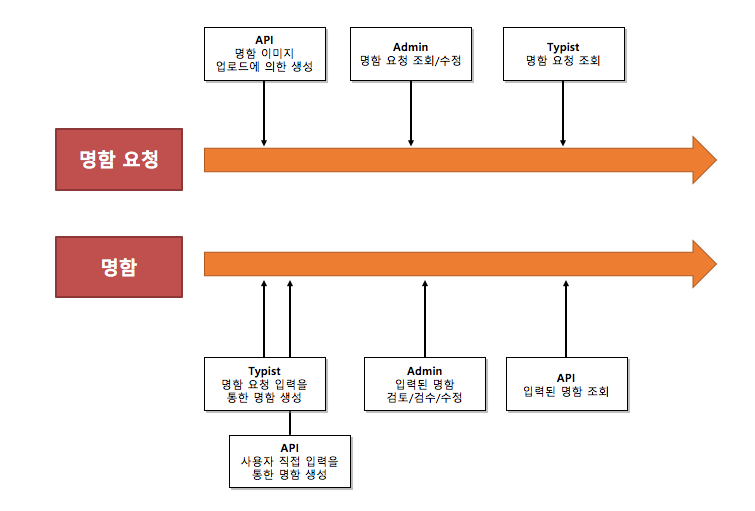 API
명함 이미지
업로드에 의한 생성
Admin
명함 요청 조회/수정
Typist
명함 요청 조회
명함 요청
명함
Typist
명함 요청 입력을
통한 명함 생성
Admin
입력된 명함
검토/검수/수정
API
입력된 명함 조회
API
사용자 직접 입력을
통한 명함 생성